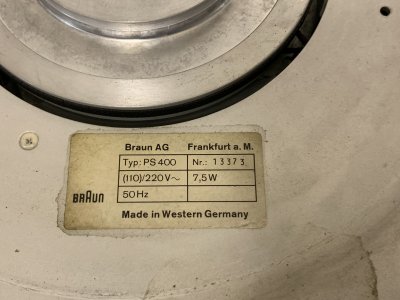 Braun AG Frankfurt a. M.
Typ: PS 400 Nr.: 13373
(110)/220V~ 7,5W
50Hz
BRAUN
Made in Western Germany